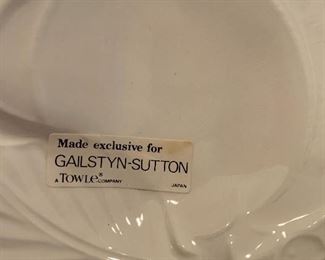 Made exclusive for
GAILSTYN-SUTTON
A TOWLE® COMPANY
JAPAN